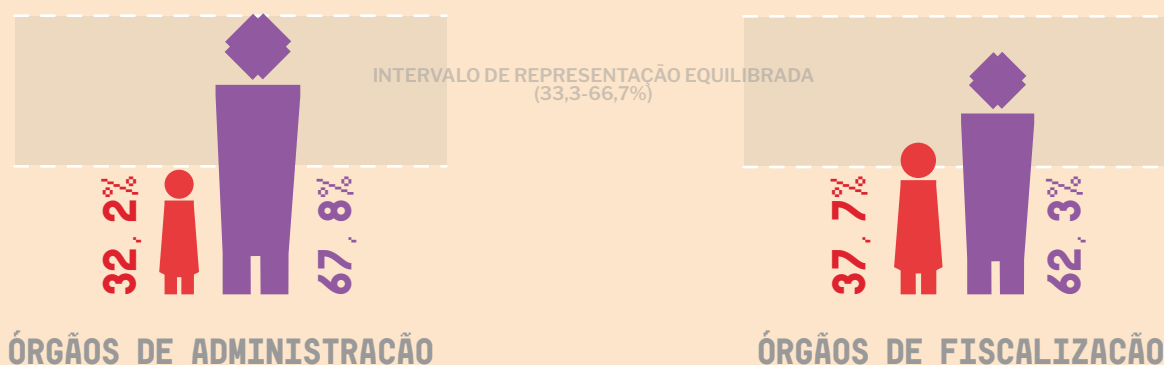 INTERVALO DE REPRESENTAÇÃO EQUILIBRADA
(33,3-66,7%)
32,2%
67,8%
37,7%
62,3%
ÓRGÃOS DE ADMINISTRAÇÃO
ÓRGÃOS DE FISCALIZAÇÃO